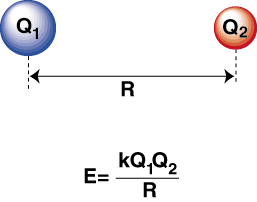 Q₁ Q₂
R
E= kQ₁Q₂
R